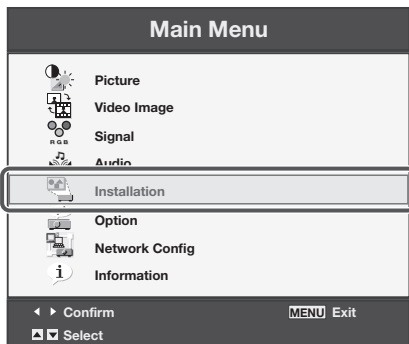 Main Menu
Picture
Video Image
RGB Signal
Audio
Installation
Option
Network Config
i Information
Confirm MENU Exit
Select